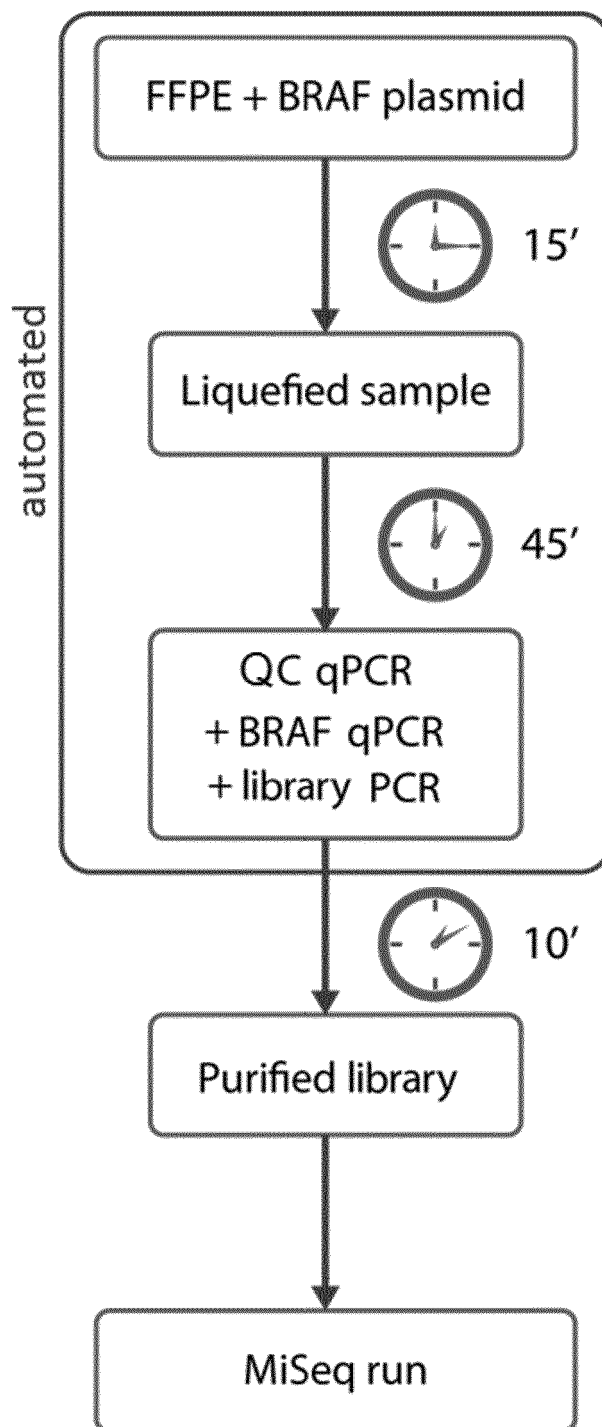 FFPE + BRAF plasmid
15′
automated
Liquefied sample
45′
QC qPCR
+ BRAF qPCR
+ library PCR
10′
Purified library
MiSeq run